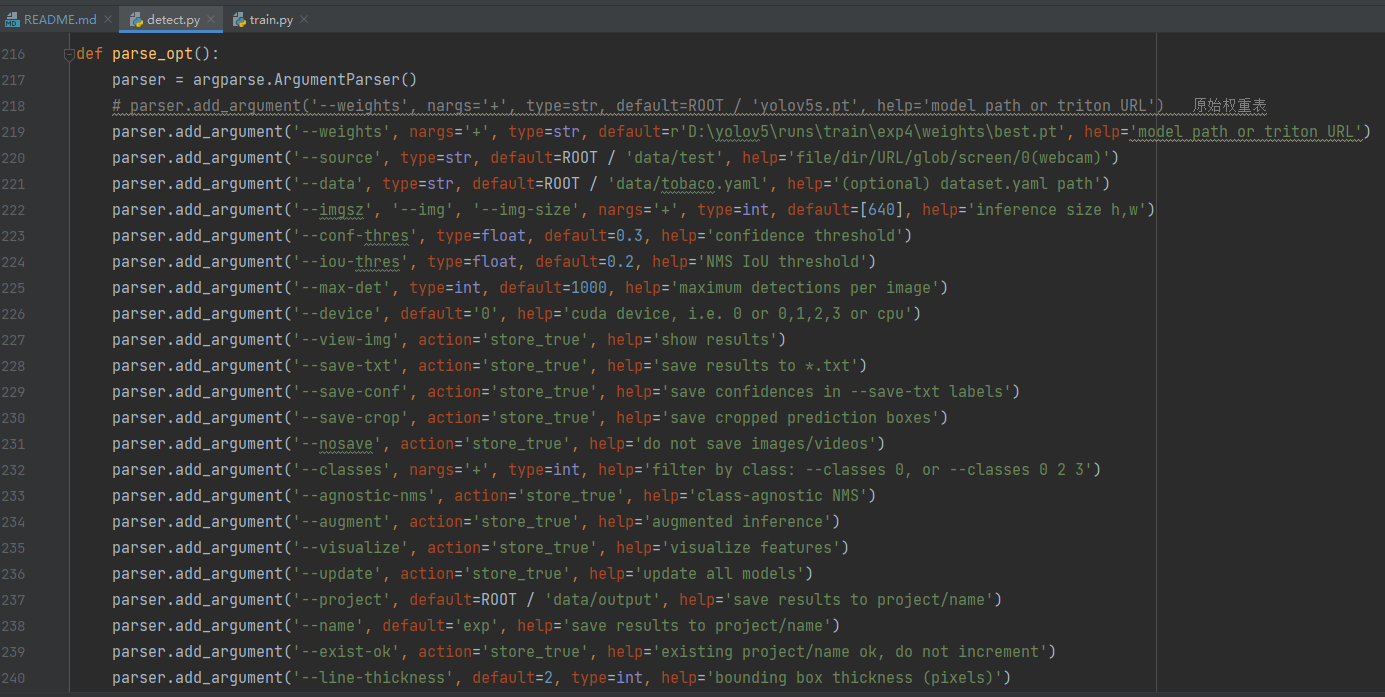 README.md detect.py train.py
216 def parse_opt():
217 parser = argparse.ArgumentParser()
218 # parser.add_argument('--weights', nargs='+', type=str, default=ROOT / 'yolov5s.pt', help='model path or triton URL') 原始权重表
219 parser.add_argument('--weights', nargs='+', type=str, default=r'D:\yolov5\runs\train\exp4\weights\best.pt', help='model path or triton URL')
220 parser.add_argument('--source', type=str, default=ROOT / 'data/test', help='file/dir/URL/glob/screen/0(webcam)')
221 parser.add_argument('--data', type=str, default=ROOT / 'data/tobaco.yaml', help='(optional) dataset.yaml path')
222 parser.add_argument('--imgsz', '--img', '--img-size', nargs='+', type=int, default=[640], help='inference size h,w')
223 parser.add_argument('--conf-thres', type=float, default=0.3, help='confidence threshold')
224 parser.add_argument('--iou-thres', type=float, default=0.2, help='NMS IoU threshold')
225 parser.add_argument('--max-det', type=int, default=1000, help='maximum detections per image')
226 parser.add_argument('--device', default='0', help='cuda device, i.e. 0 or 0,1,2,3 or cpu')
227 parser.add_argument('--view-img', action='store_true', help='show results')
228 parser.add_argument('--save-txt', action='store_true', help='save results to *.txt')
229 parser.add_argument('--save-conf', action='store_true', help='save confidences in --save-txt labels')
230 parser.add_argument('--save-crop', action='store_true', help='save cropped prediction boxes')
231 parser.add_argument('--nosave', action='store_true', help='do not save images/videos')
232 parser.add_argument('--classes', nargs='+', type=int, help='filter by class: --classes 0, or --classes 0 2 3')
233 parser.add_argument('--agnostic-nms', action='store_true', help='class-agnostic NMS')
234 parser.add_argument('--augment', action='store_true', help='augmented inference')
235 parser.add_argument('--visualize', action='store_true', help='visualize features')
236 parser.add_argument('--update', action='store_true', help='update all models')
237 parser.add_argument('--project', default=ROOT / 'data/output', help='save results to project/name')
238 parser.add_argument('--name', default='exp', help='save results to project/name')
239 parser.add_argument('--exist-ok', action='store_true', help='existing project/name ok, do not increment')
240 parser.add_argument('--line-thickness', default=2, type=int, help='bounding box thickness (pixels)')